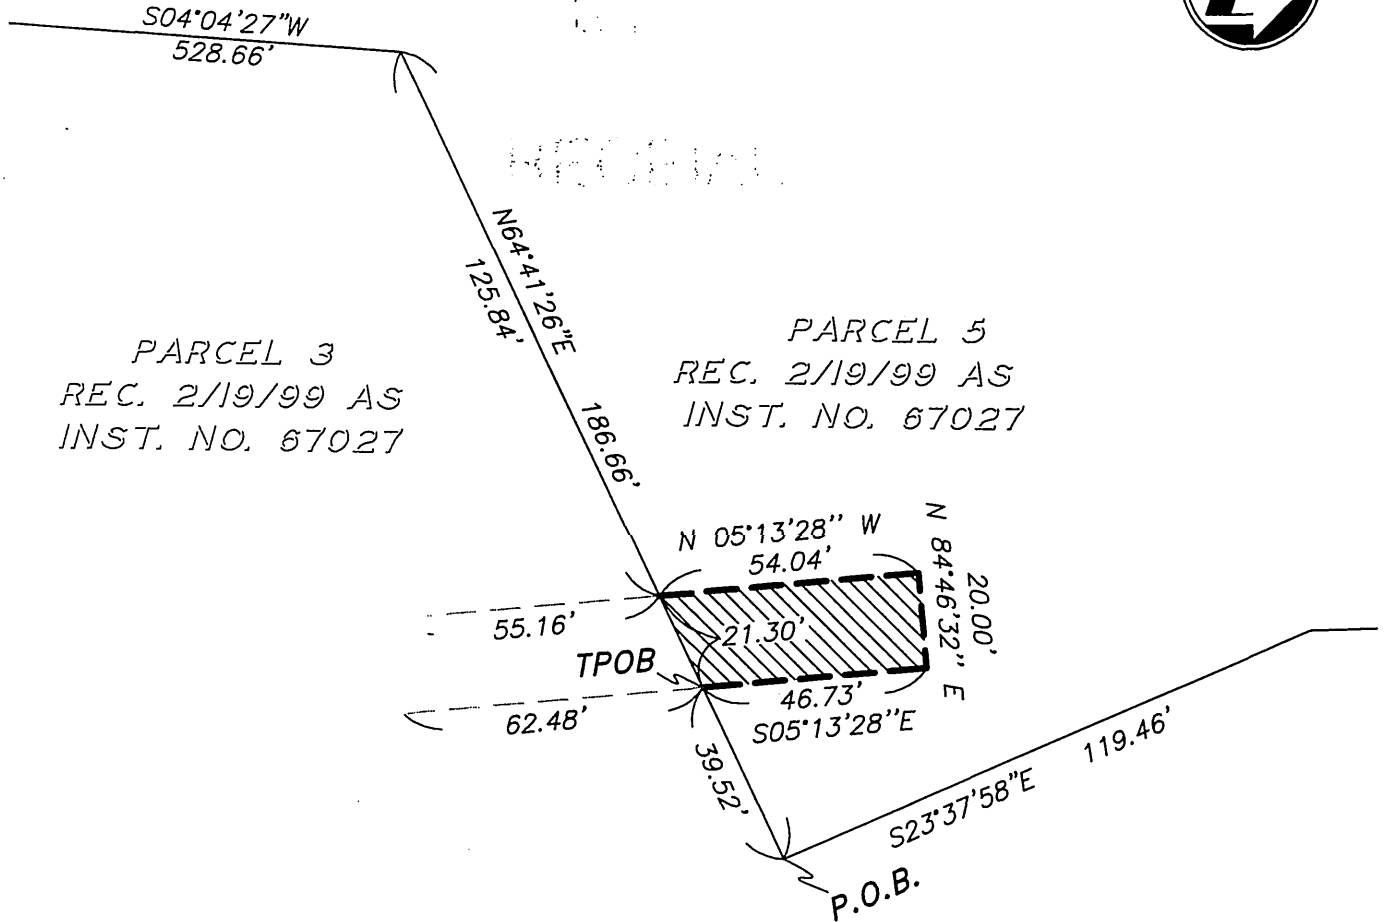 S04°04'27"W
528.66'
N64°41'26"E
125.84'
186.66'
PARCEL 3
REC. 2/19/99 AS
INST. NO. 67027
PARCEL 5
REC. 2/19/99 AS
INST. NO. 67027
N 05°13'28'' W
54.04'
N 84°46'32'' E
20.00'
55.16'
21.30'
TPOB
62.48'
46.73'
S05°13'28''E
39.52'
S23°37'58"E
119.46'
P.O.B.